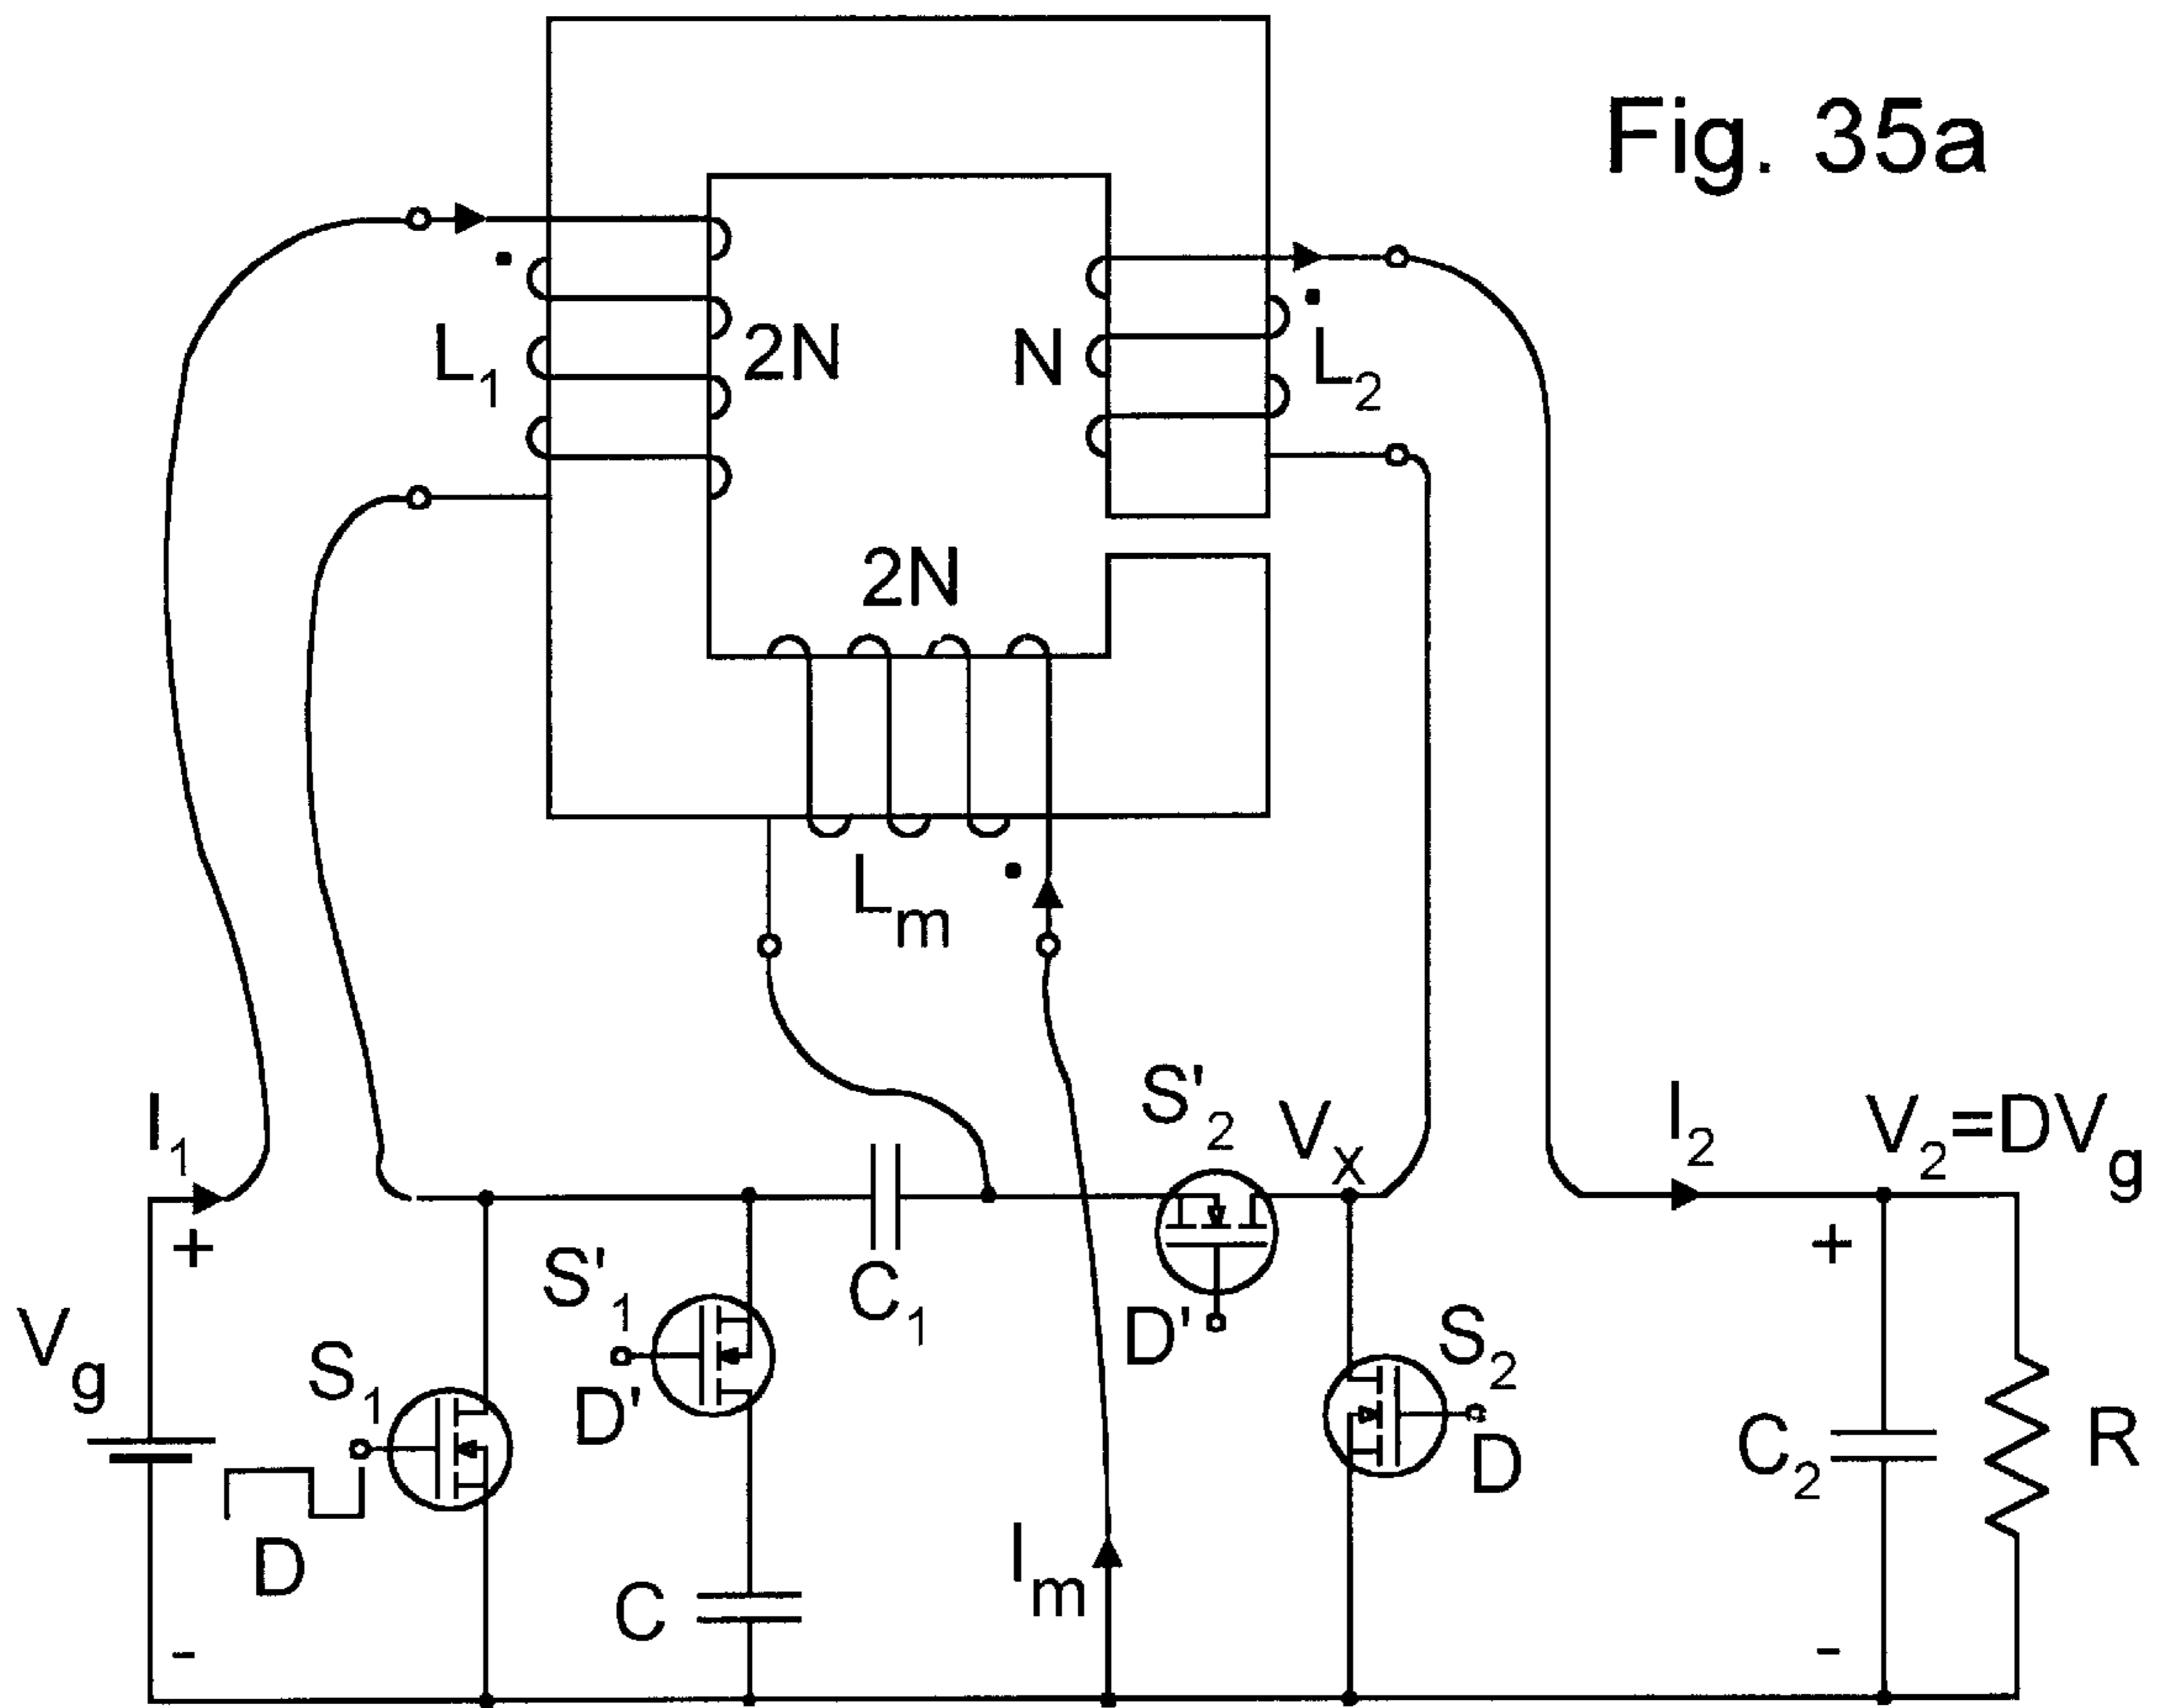 Fig. 35a
L1
2N
N
L2
2N
Lm
I1
+
S'2
Vx
I2
V2=DVg
+
S'1
C1
D'
Vg
S1
D'
S2
D
C2
R
D
C
Im
-
-